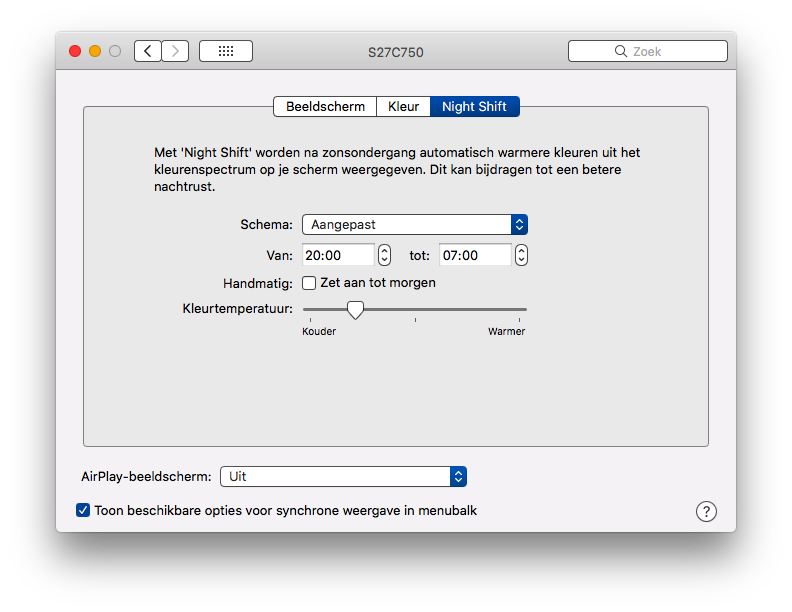 S27C750
Zoek
Beeldscherm Kleur Night Shift
Met 'Night Shift' worden na zonsondergang automatisch warmere kleuren uit het
kleurenspectrum op je scherm weergegeven. Dit kan bijdragen tot een betere
nachtrust.
Schema: Aangepast
Van: 20:00 tot: 07:00
Handmatig: Zet aan tot morgen
Kleurtemperatuur:
Kouder Warmer
AirPlay-beeldscherm: Uit
Toon beschikbare opties voor synchrone weergave in menubalk
?